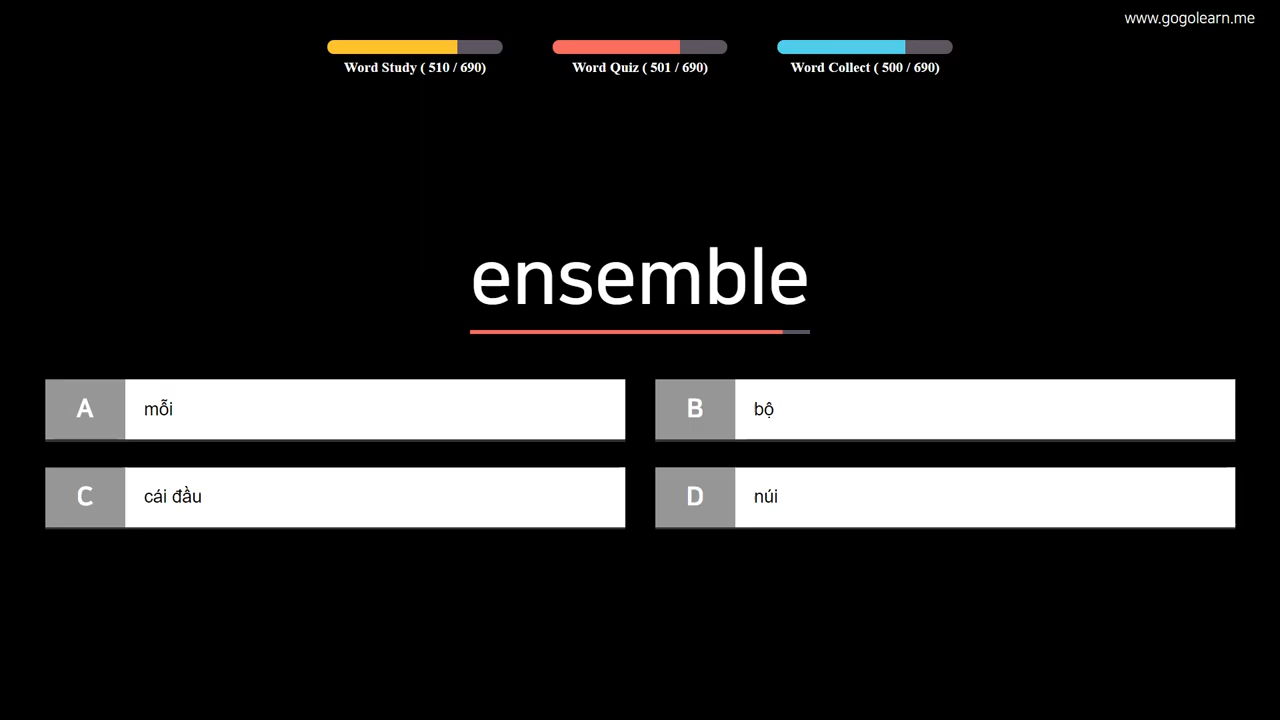 www.gogolearn.me
Word Study ( 510 / 690)
Word Quiz ( 501 / 690)
Word Collect ( 500 / 690)
ensemble
A mỗi
B bộ
C cái đầu
D núi